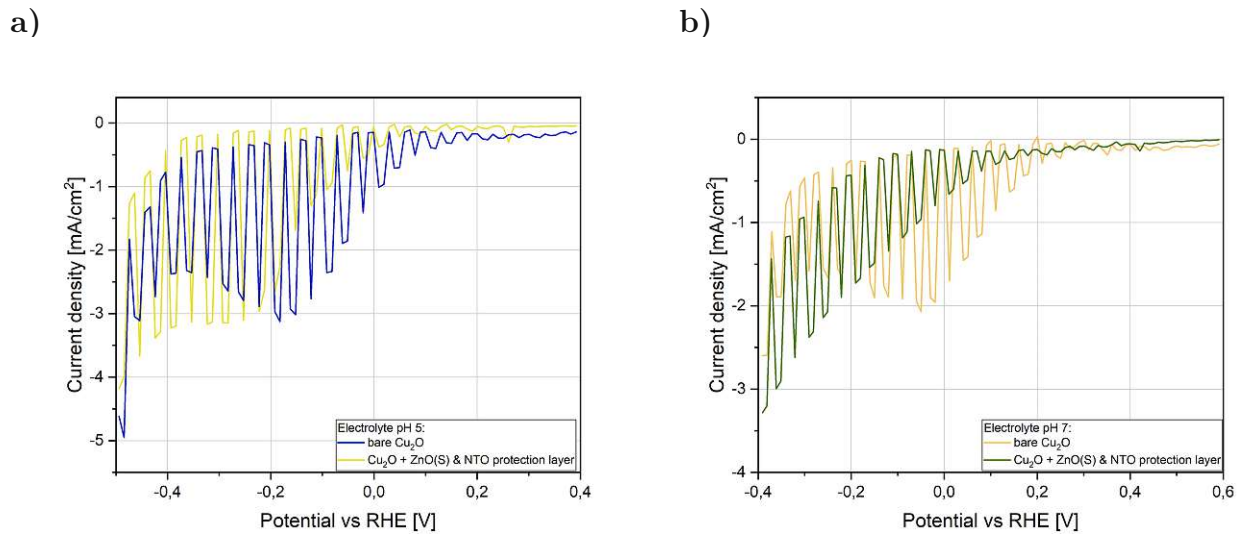 a)
b)
0
-1
-2
-3
-4
-5
Current density [mA/cm²]
-0,4
-0,2
0,0
0,2
0,4
Potential vs RHE [V]
Electrolyte pH 5:
bare Cu₂O
Cu₂O + ZnO(S) & NTO protection layer
0
-1
-2
-3
-4
Current density [mA/cm²]
-0,4
-0,2
0,0
0,2
0,4
0,6
Potential vs RHE [V]
Electrolyte pH 7:
bare Cu₂O
Cu₂O + ZnO(S) & NTO protection layer